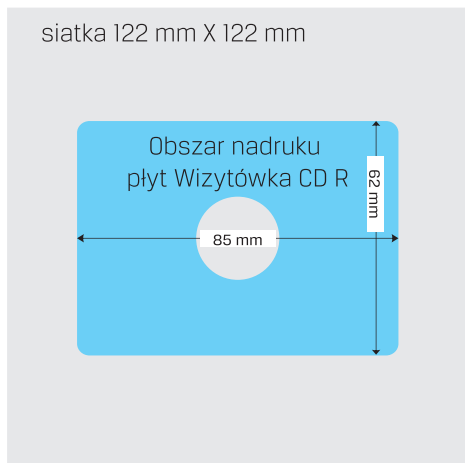 siatka 122 mm X 122 mm
Obszar nadruku
płyt Wizytówka CD R
62 mm
85 mm